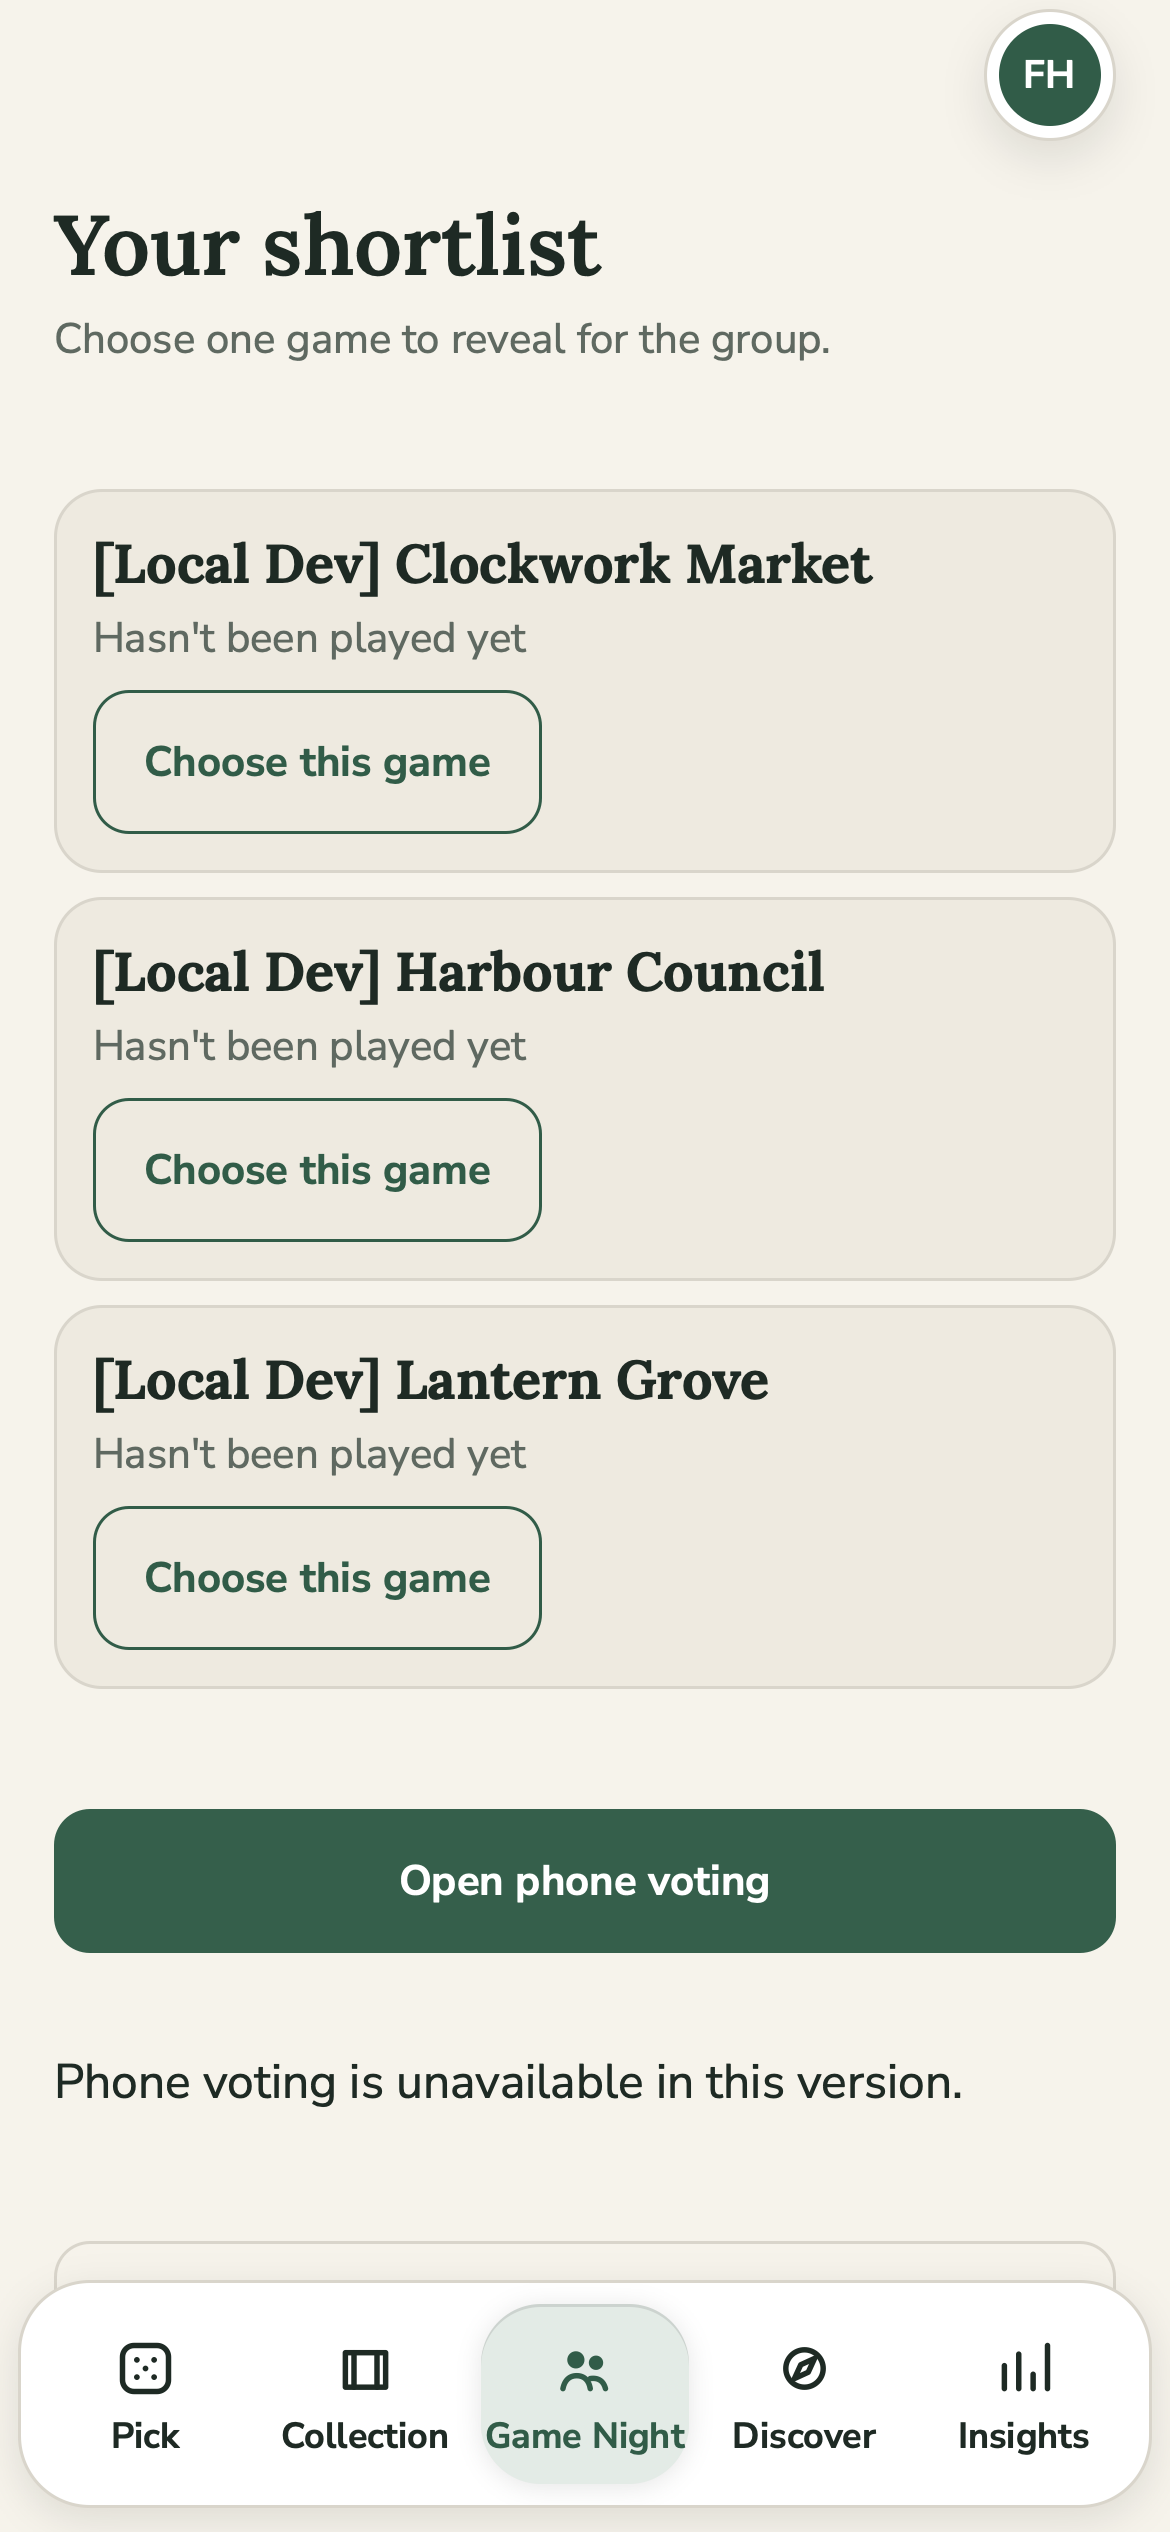 FH
Your shortlist
Choose one game to reveal for the group.
[Local Dev] Clockwork Market
Hasn't been played yet
Choose this game
[Local Dev] Harbour Council
Hasn't been played yet
Choose this game
[Local Dev] Lantern Grove
Hasn't been played yet
Choose this game
Open phone voting
Phone voting is unavailable in this version.
Pick
Collection
Game Night
Discover
Insights